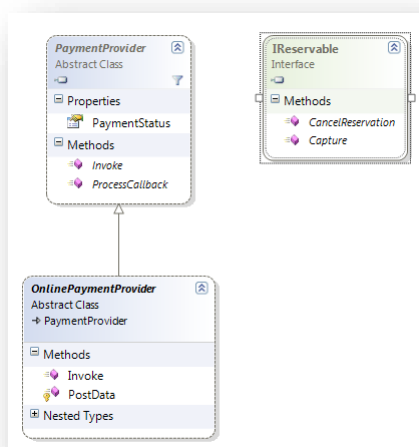 PaymentProvider
Abstract Class
Properties
PaymentStatus
Methods
Invoke
ProcessCallback
IReservable
Interface
Methods
CancelReservation
Capture
OnlinePaymentProvider
Abstract Class
PaymentProvider
Methods
Invoke
PostData
Nested Types